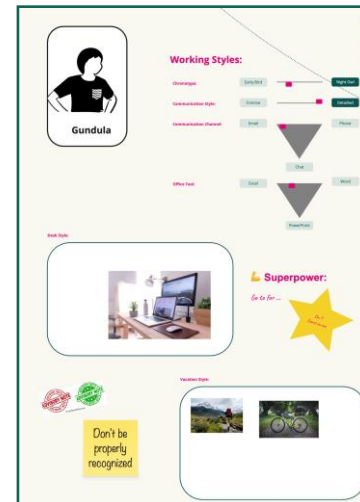 Gundula
Working Styles:
Chronotype
Early Bird
Night Owl
Communication Style:
Concise
Detailed
Communication Channel:
Email
Phone
Chat
Office Tool:
Excel
Word
PowerPoint
Desk Style:
Superpower:
Go to for ...
Vacation Style:
Don't be
properly
recognized